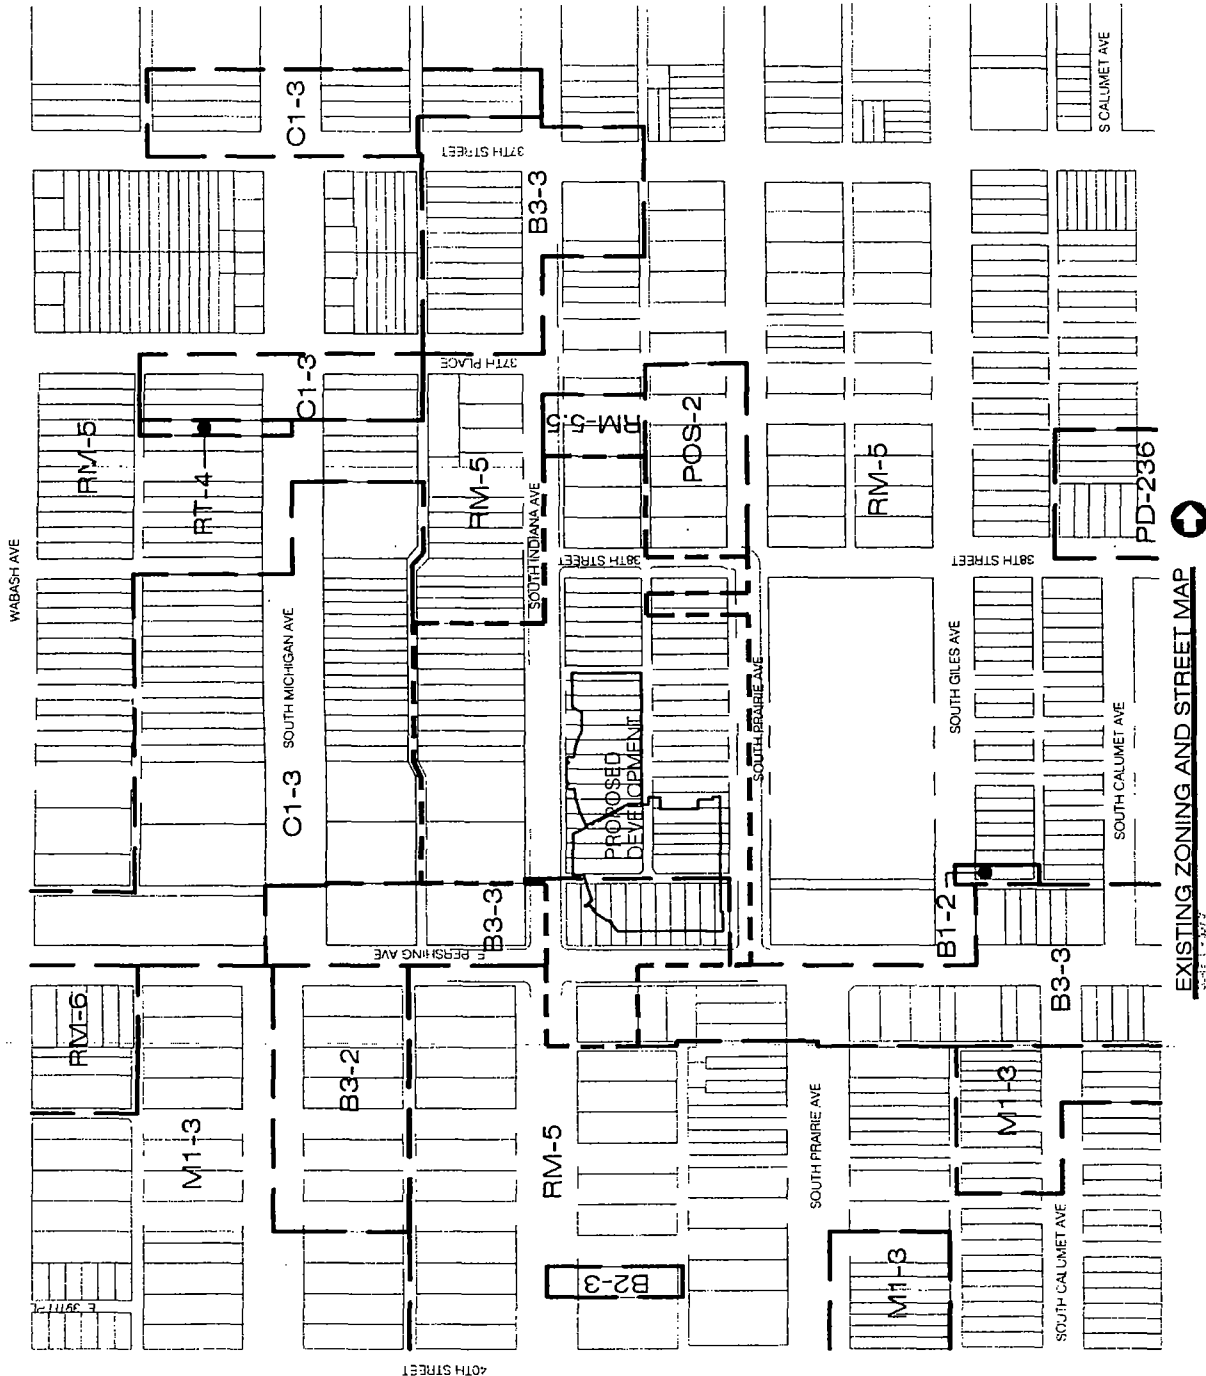 WABASH AVE
S CALUMET AVE
C1-3
37TH STREET
B3-3
37TH PLACE
C1-3
RM-5
RT-4
RM-5.5
POS-2
RM-5
SOUTH INDIANA AVE
RM-5
PD-236
38TH STREET
38TH STREET
SOUTH MICHIGAN AVE
C1-3
PROPOSED
DEVELOPMENT
SOUTH PRAIRIE AVE
SOUTH GILES AVE
SOUTH CALUMET AVE
B3-3
E PERSHING AVE
B1-2
B3-3
RM-6
B3-2
M1-3
RM-5
SOUTH PRAIRIE AVE
M1-3
B2-3
M1-3
SOUTH CALUMET AVE
E 39TH PL
40TH STREET
EXISTING ZONING AND STREET MAP